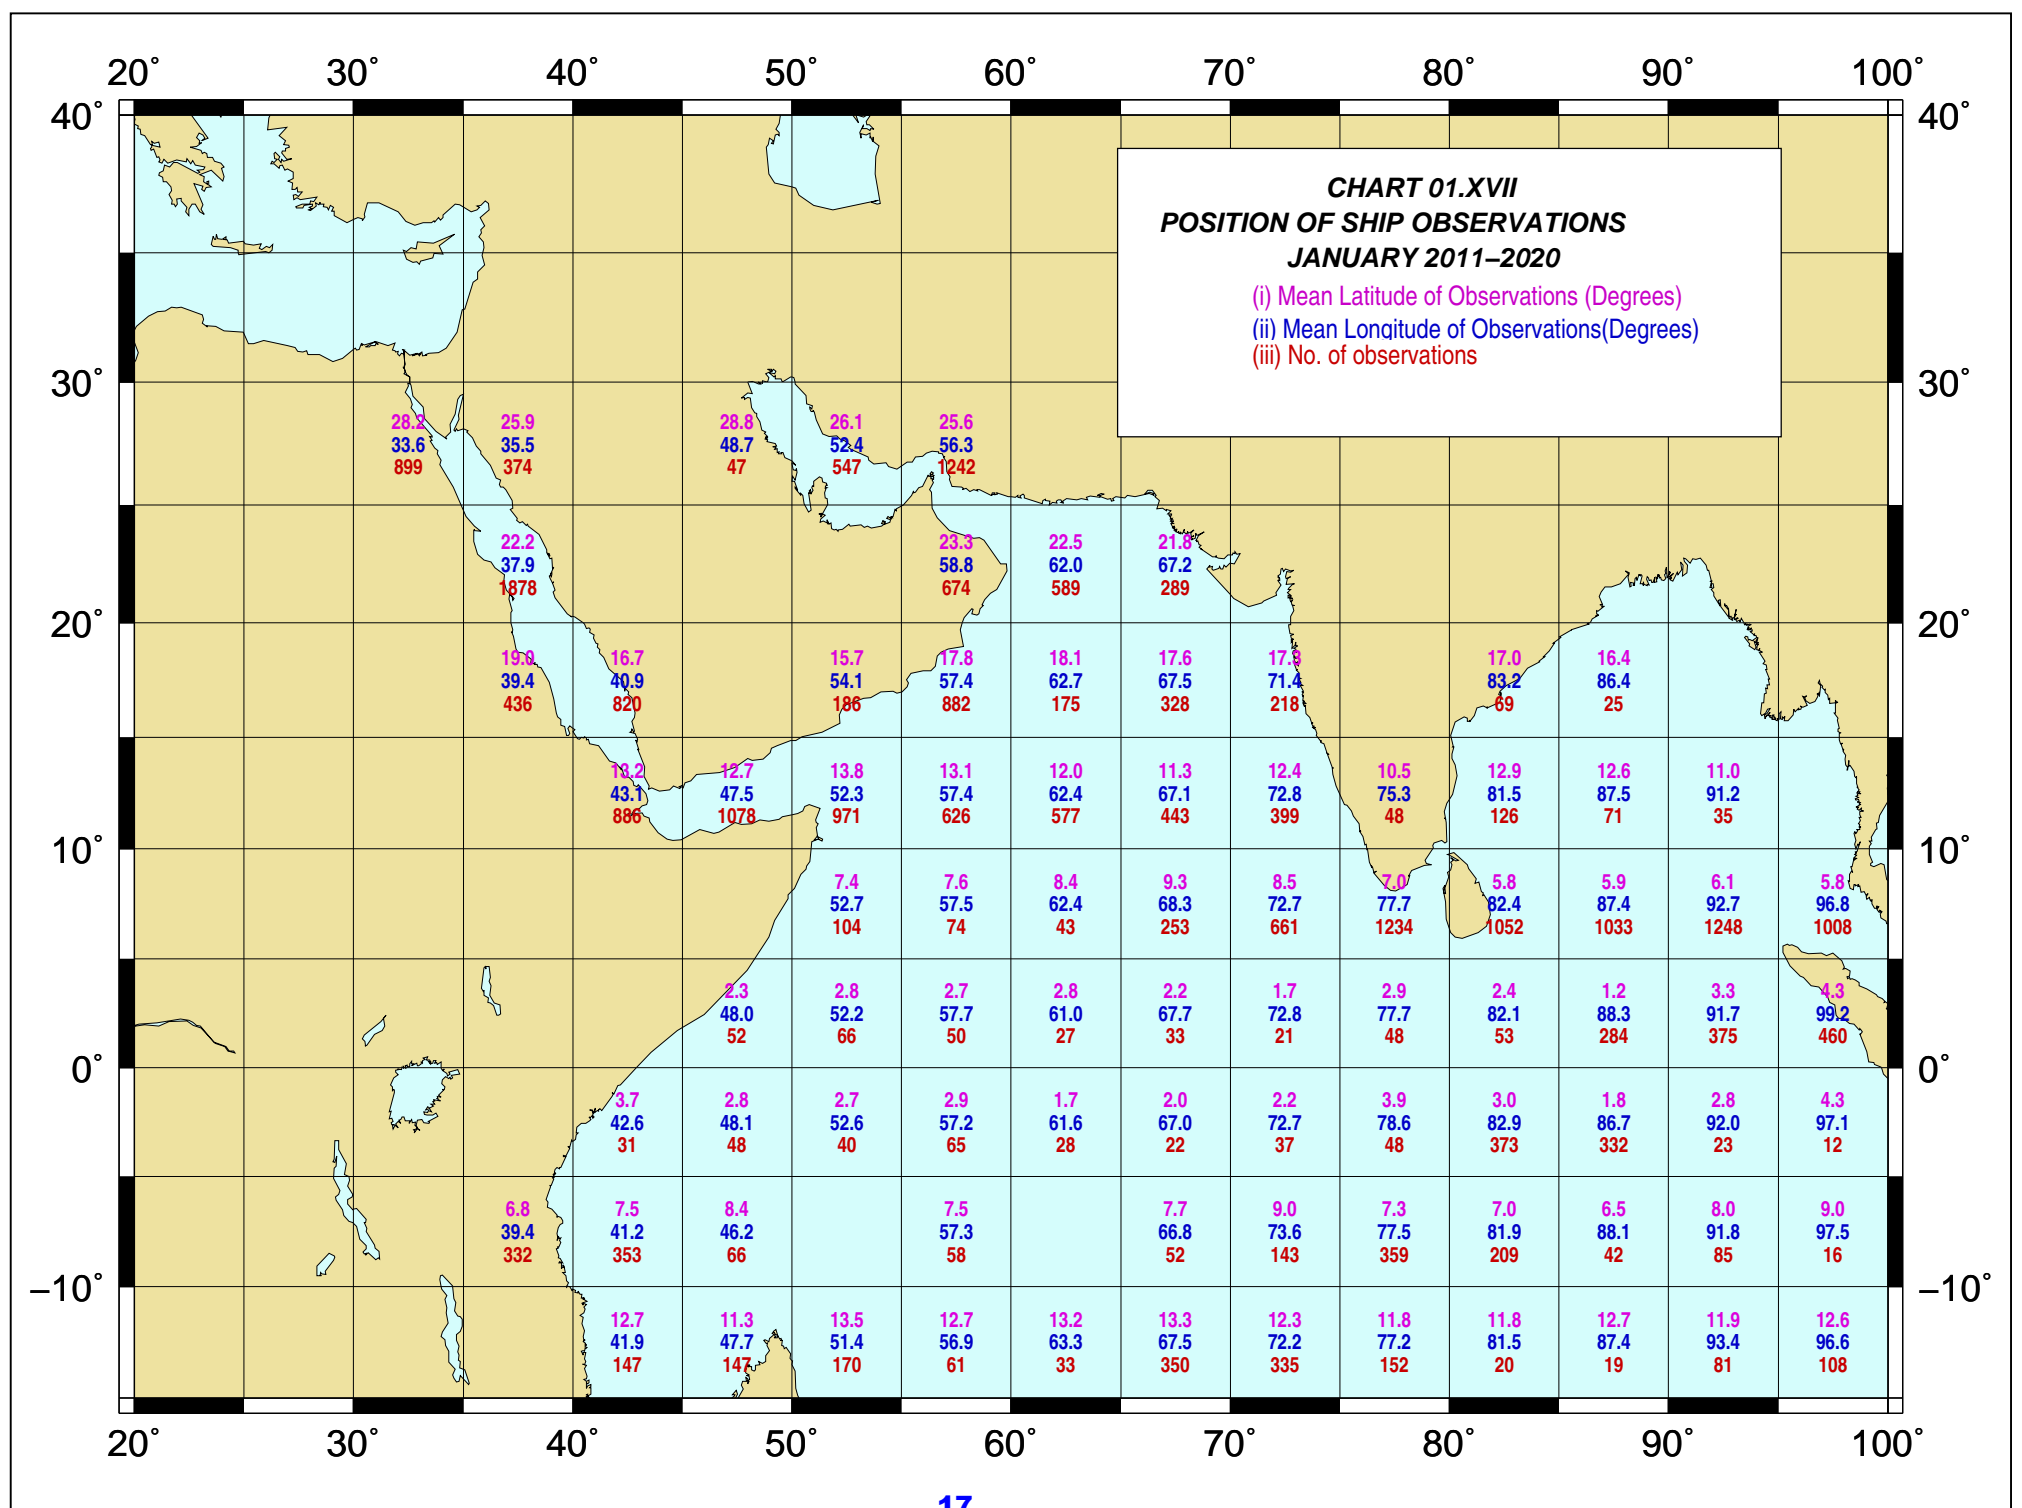 20° 30° 40° 50° 60° 70° 80° 90° 100°
40° 40°
CHART 01.XVII
POSITION OF SHIP OBSERVATIONS
JANUARY 2011–2020
(i) Mean Latitude of Observations (Degrees)
(ii) Mean Longitude of Observations(Degrees)
(iii) No. of observations
30° 30°
28.2 25.9 28.8 26.1 25.6
33.6 35.5 48.7 52.4 56.3
899 374 47 547 1242
22.2 23.3 22.5 21.8
37.9 58.8 62.0 67.2
1878 674 589 289
20° 20°
19.0 16.7 15.7 17.8 18.1 17.6 17.3 17.0 16.4
39.4 40.9 54.1 57.4 62.7 67.5 71.4 83.2 86.4
436 820 186 882 175 328 218 69 25
13.2 12.7 13.8 13.1 12.0 11.3 12.4 10.5 12.9 12.6 11.0
43.1 47.5 52.3 57.4 62.4 67.1 72.8 75.3 81.5 87.5 91.2
886 1078 971 626 577 443 399 48 126 71 35
10° 10°
7.4 7.6 8.4 9.3 8.5 7.0 5.8 5.9 6.1 5.8
52.7 57.5 62.4 68.3 72.7 77.7 82.4 87.4 92.7 96.8
104 74 43 253 661 1234 1052 1033 1248 1008
2.3 2.8 2.7 2.8 2.2 1.7 2.9 2.4 1.2 3.3 4.3
48.0 52.2 57.7 61.0 67.7 72.8 77.7 82.1 88.3 91.7 99.2
52 66 50 27 33 21 48 53 284 375 460
0° 0°
3.7 2.8 2.7 2.9 1.7 2.0 2.2 3.9 3.0 1.8 2.8 4.3
42.6 48.1 52.6 57.2 61.6 67.0 72.7 78.6 82.9 86.7 92.0 97.1
31 48 40 65 28 22 37 48 373 332 23 12
6.8 7.5 8.4 7.5 7.7 9.0 7.3 7.0 6.5 8.0 9.0
39.4 41.2 46.2 57.3 66.8 73.6 77.5 81.9 88.1 91.8 97.5
332 353 66 58 52 143 359 209 42 85 16
−10° −10°
12.7 11.3 13.5 12.7 13.2 13.3 12.3 11.8 11.8 12.7 11.9 12.6
41.9 47.7 51.4 56.9 63.3 67.5 72.2 77.2 81.5 87.4 93.4 96.6
147 147 170 61 33 350 335 152 20 19 81 108
20° 30° 40° 50° 60° 70° 80° 90° 100°
17